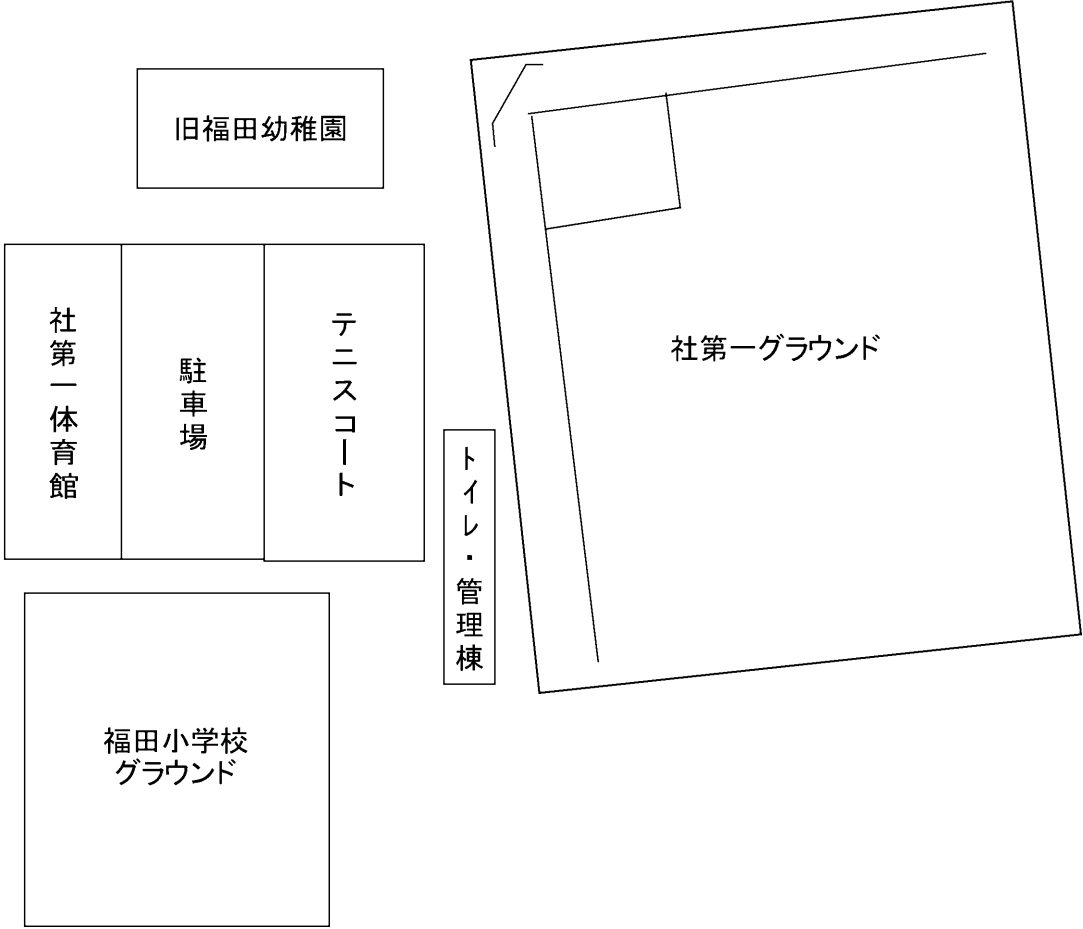 旧福田幼稚園
社第一体育館
駐車場
テニスコート
社第一グラウンド
トイレ・管理棟
福田小学校
グラウンド